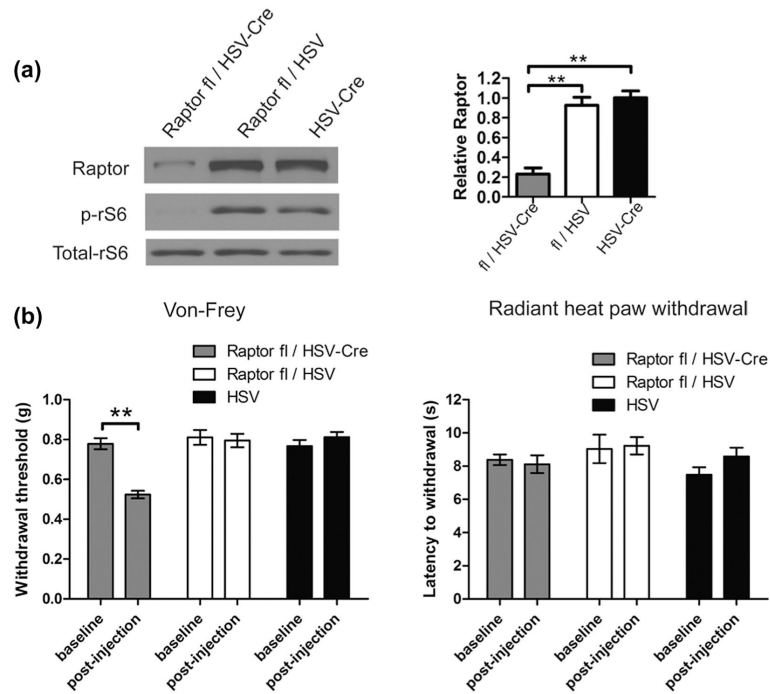 (a)
Raptor fl / HSV-Cre
Raptor fl / HSV
HSV-Cre
Raptor
p-rS6
Total-rS6
**
**
Relative Raptor
1.2
1.0
0.8
0.6
0.4
0.2
0
fl / HSV-Cre
fl / HSV
HSV-Cre
(b)
Von-Frey
Raptor fl / HSV-Cre
Raptor fl / HSV
HSV
**
Withdrawal threshold (g)
1.0
0.8
0.6
0.4
0.2
0.0
baseline
post-injection
baseline
post-injection
baseline
post-injection
Radiant heat paw withdrawal
Raptor fl / HSV-Cre
Raptor fl / HSV
HSV
Latency to withdrawal (s)
12
10
8
6
4
2
0
baseline
post-injection
baseline
post-injection
baseline
post-injection